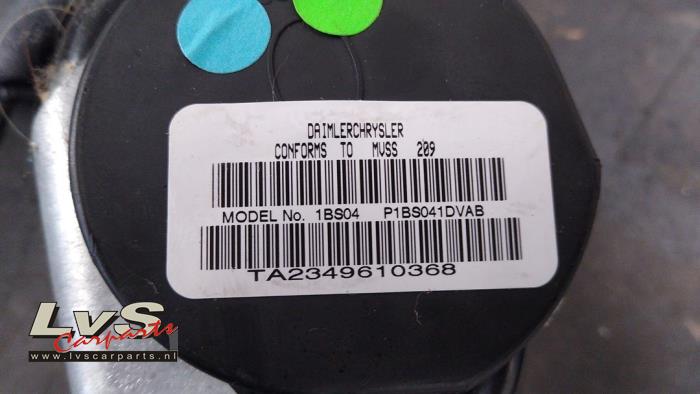 DAIMLERCHRYSLER
CONFORMS TO MVSS 209
MODEL No. 1BS04 P1BS041DVAB
TA2349610368
LvS
Carparts
www.lvscarparts.nl